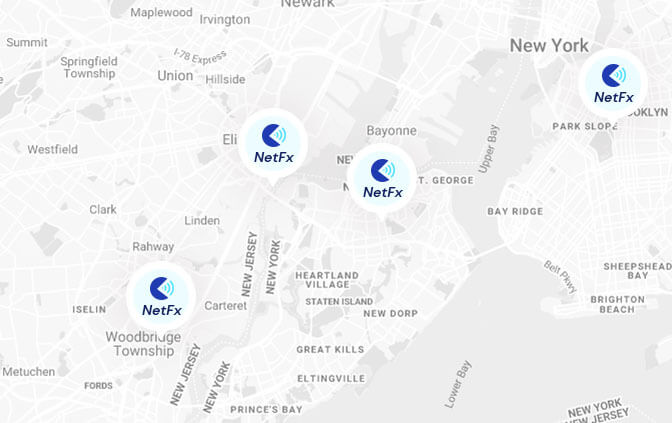 Newark
Maplewood
Irvington
Summit
I-78 Express
New York
Springfield
Township
Union
Hillside
NetFx
PARK SLOPE
Bayonne
NetFx
Westfield
Upper Bay
NetFx
ST. GEORGE
Clark
Linden
BAY RIDGE
Rahway
NEW JERSEY
NEW YORK
Belt Pkwy
SHEEPSHEAD
BAY
HEARTLAND
VILLAGE
NetFx
ISELIN
Carteret
STATEN ISLAND
NEW DORP
BRIGHTON
BEACH
Woodbridge
Township
GREAT KILLS
NEW JERSEY
NEW YORK
Metuchen
FORDS
ELTINGVILLE
Lower Bay
PRINCE'S BAY
NEW YORK
NEW JERSEY